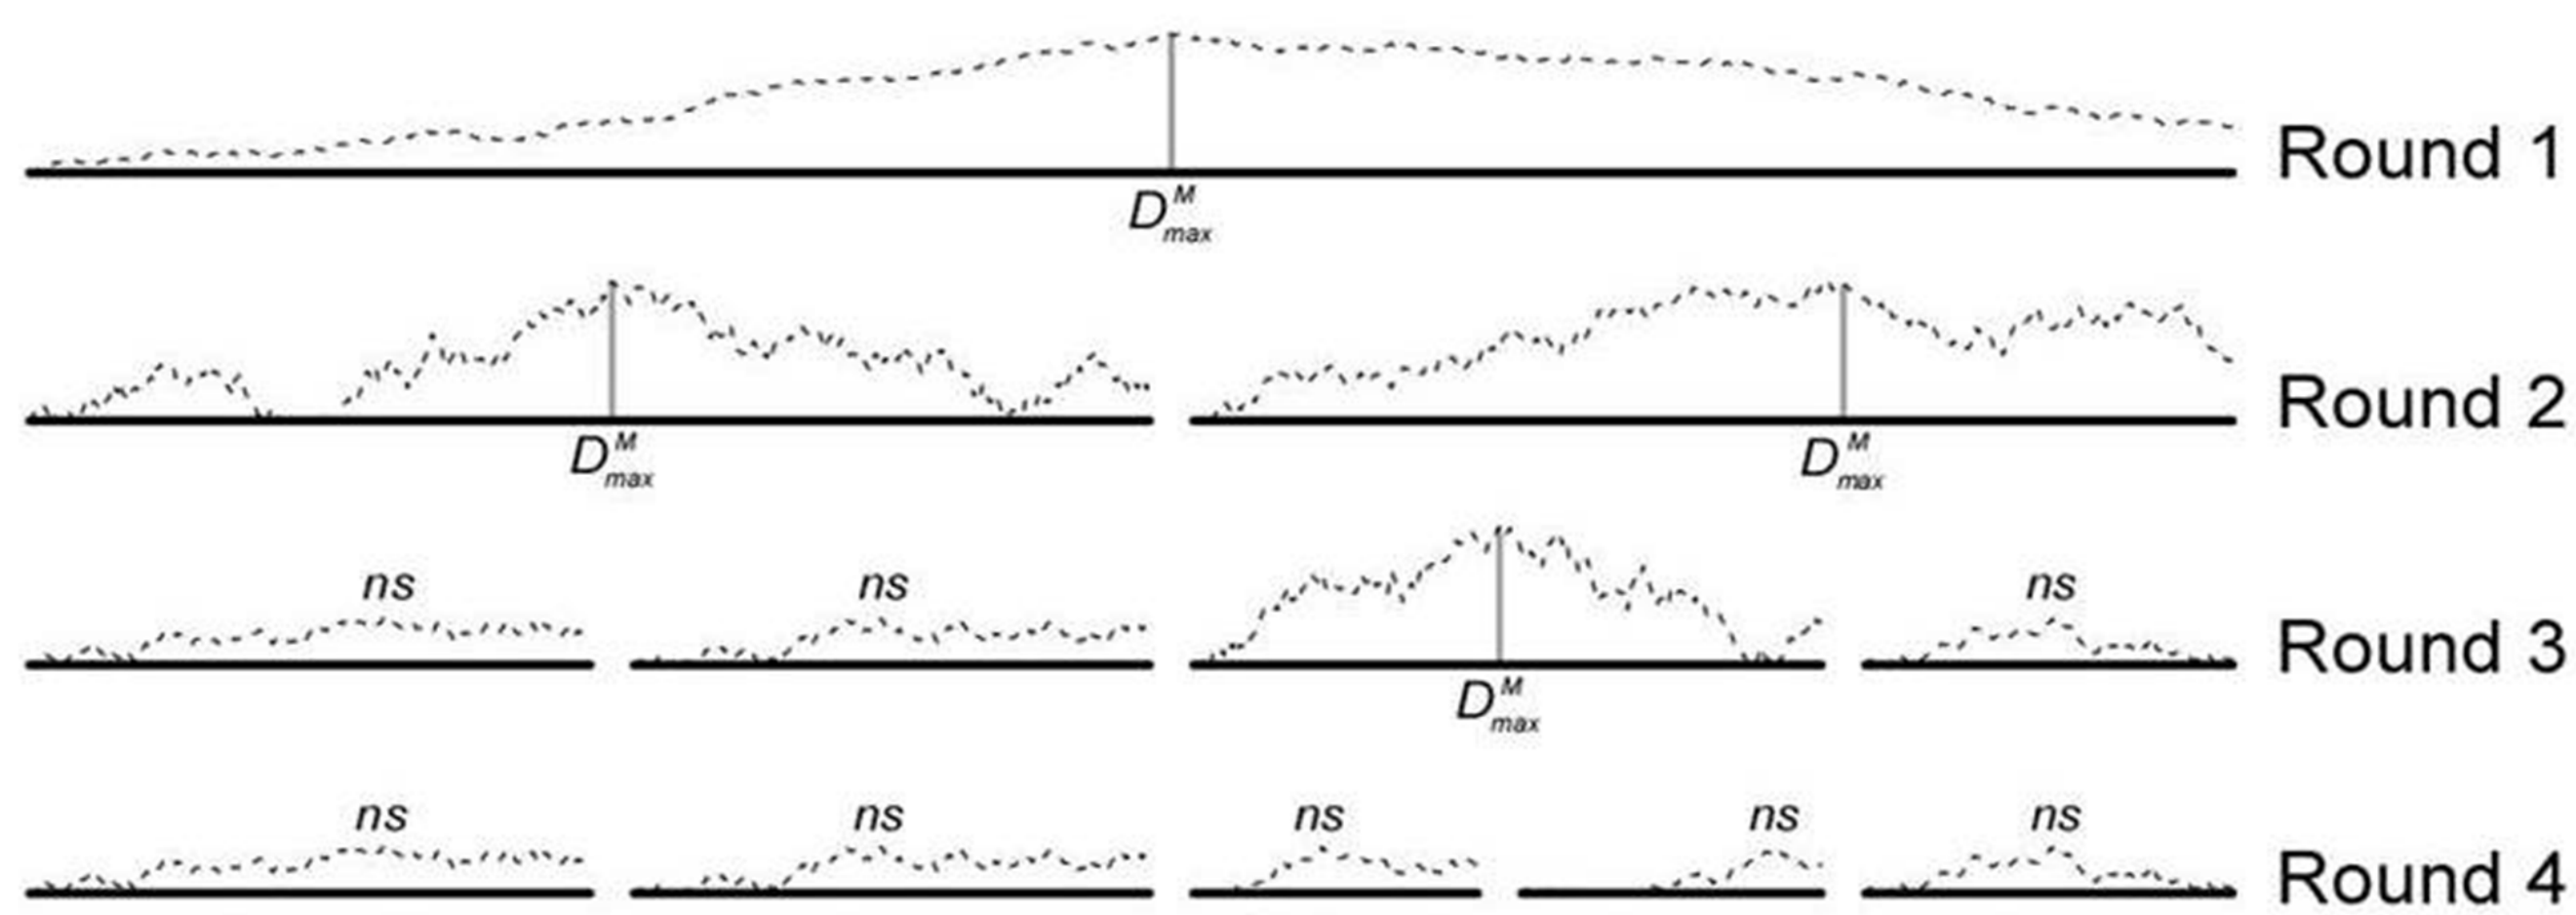 Round 1
D^M_max
Round 2
D^M_max D^M_max
ns ns ns Round 3
D^M_max
ns ns ns ns ns
Round 4